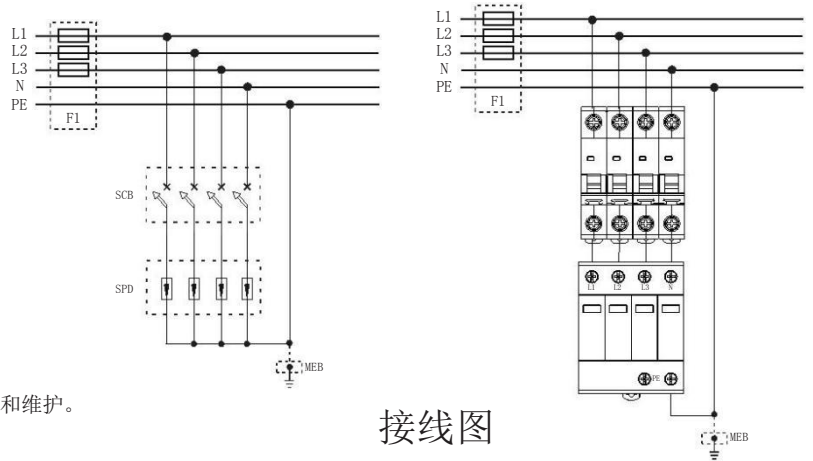 L1
L2
L3
N
PE
F1
SCB
SPD
MEB
和维护。
L1
L2
L3
N
PE
F1
L1 L2 L3 N
PE
MEB
接线图